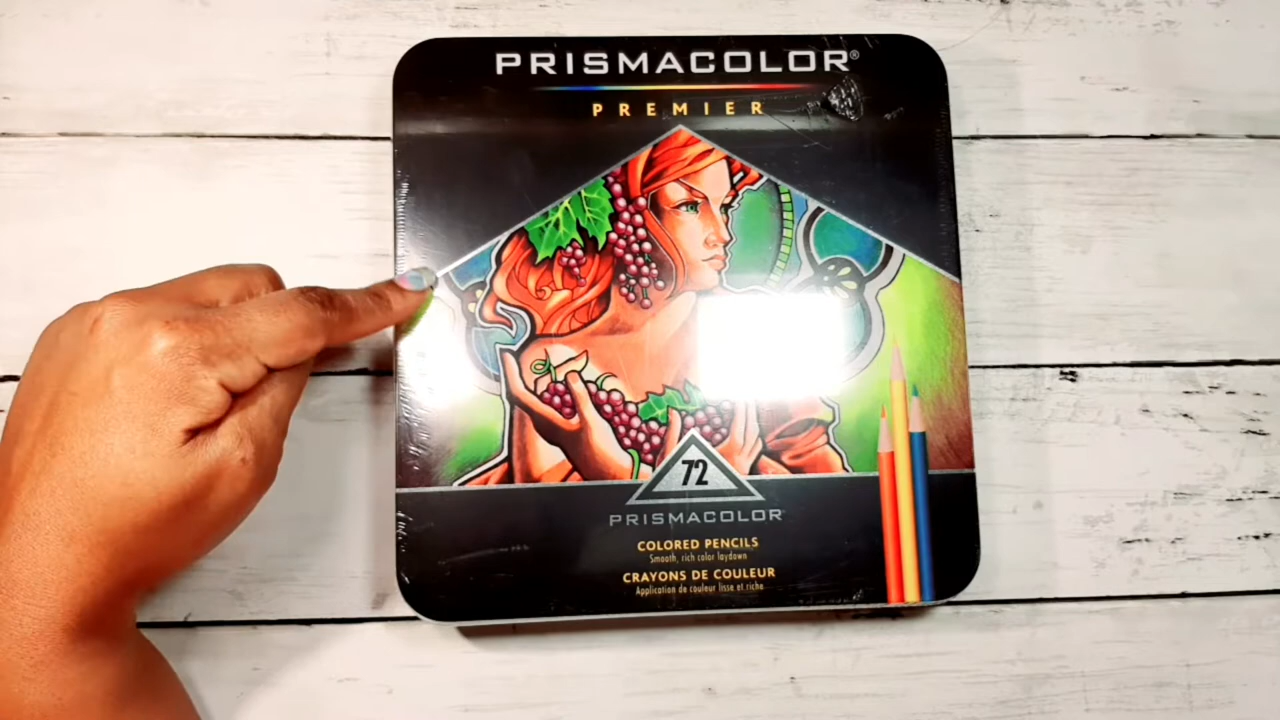 PRISMACOLOR®
PREMIER
72
PRISMACOLOR
COLORED PENCILS
Smooth, rich color laydown
CRAYONS DE COULEUR
Application de couleur lisse et riche